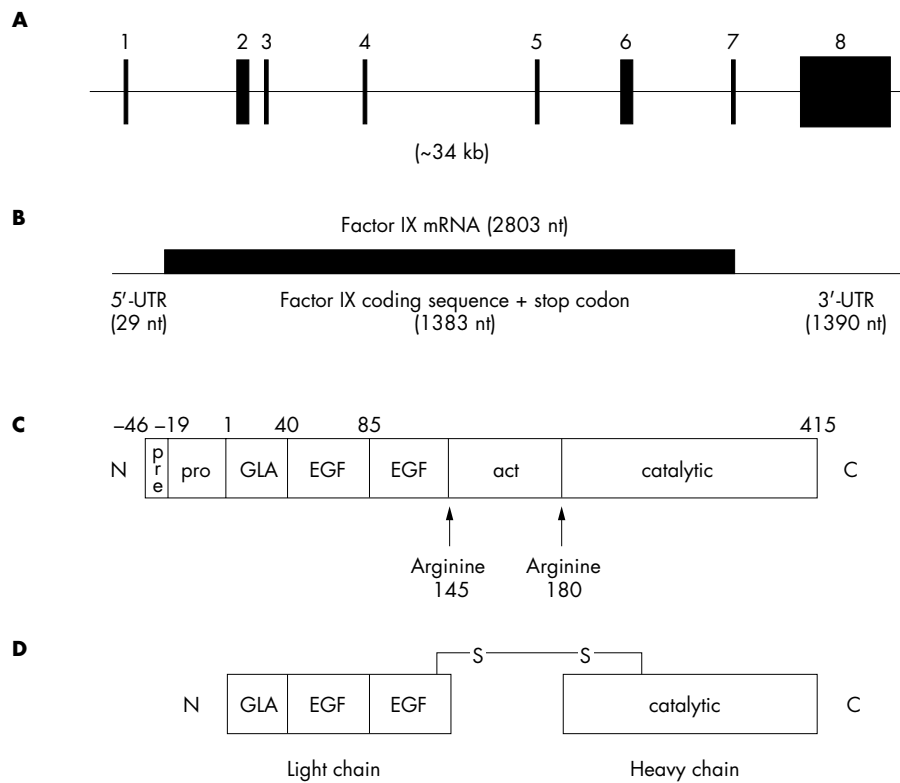 A
1 2 3 4 5 6 7 8
(~34 kb)
B
Factor IX mRNA (2803 nt)
5′-UTR
(29 nt)
Factor IX coding sequence + stop codon
(1383 nt)
3′-UTR
(1390 nt)
C
–46 –19 1 40 85 415
N pre pro GLA EGF EGF act catalytic C
Arginine
145
Arginine
180
D
S S
N GLA EGF EGF catalytic C
Light chain Heavy chain